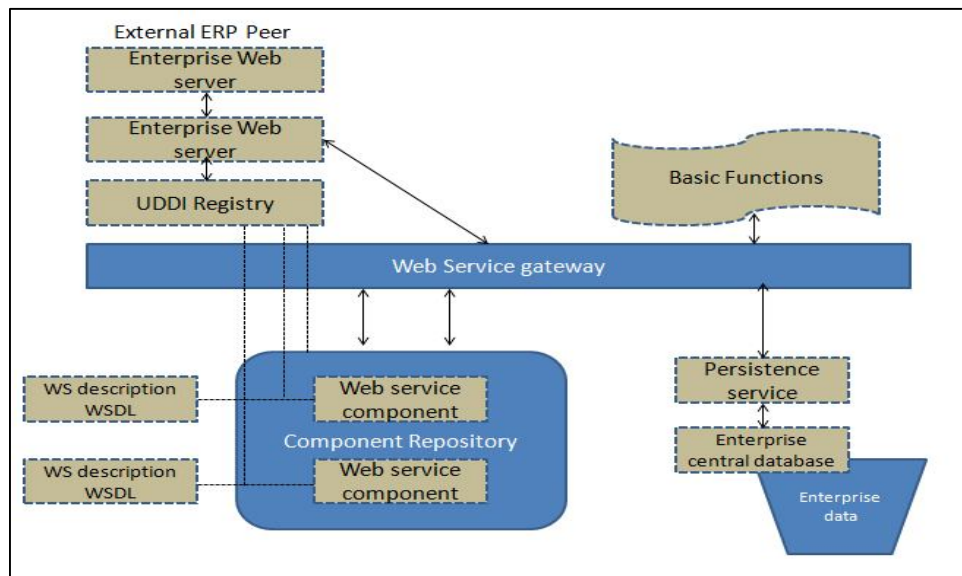 External ERP Peer
Enterprise Web
server
Enterprise Web
server
UDDI Registry
Basic Functions
Web Service gateway
WS description
WSDL
Web service
component
Component Repository
WS description
WSDL
Web service
component
Persistence
service
Enterprise
central database
Enterprise
data